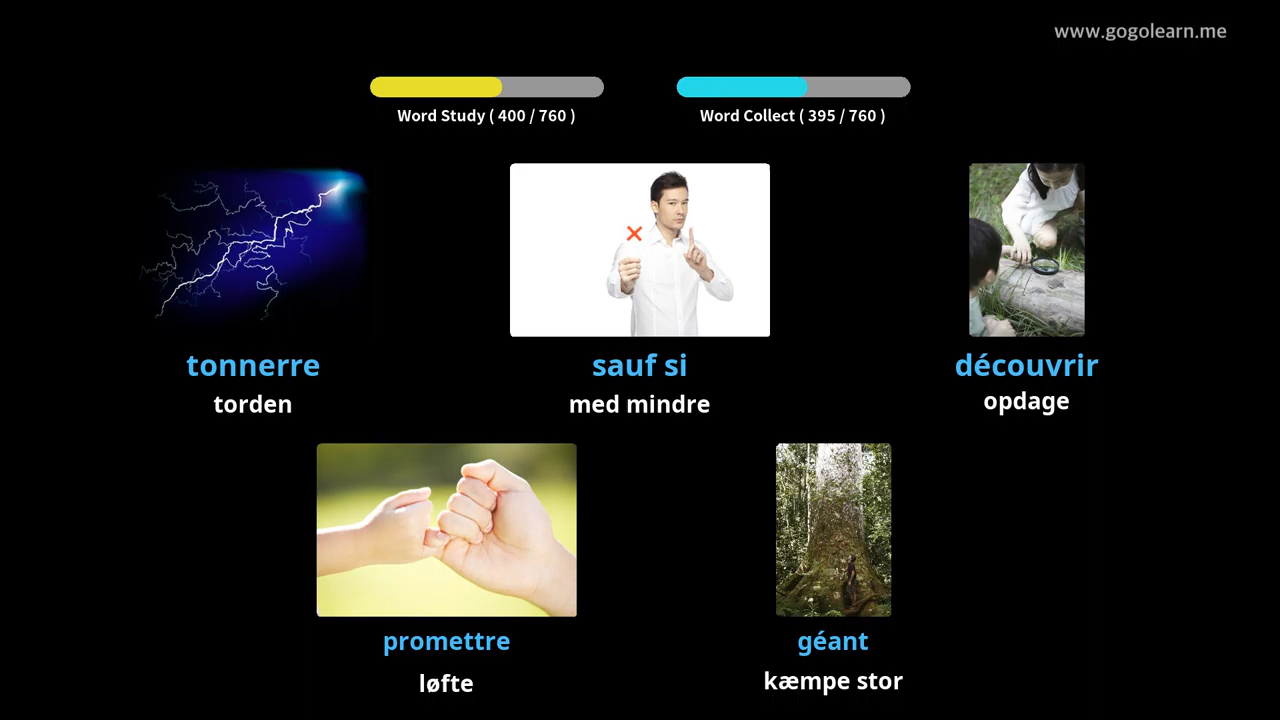 www.gogolearn.me
Word Study ( 400 / 760 )
Word Collect ( 395 / 760 )
tonnerre
torden
sauf si
med mindre
découvrir
opdage
promettre
løfte
géant
kæmpe stor